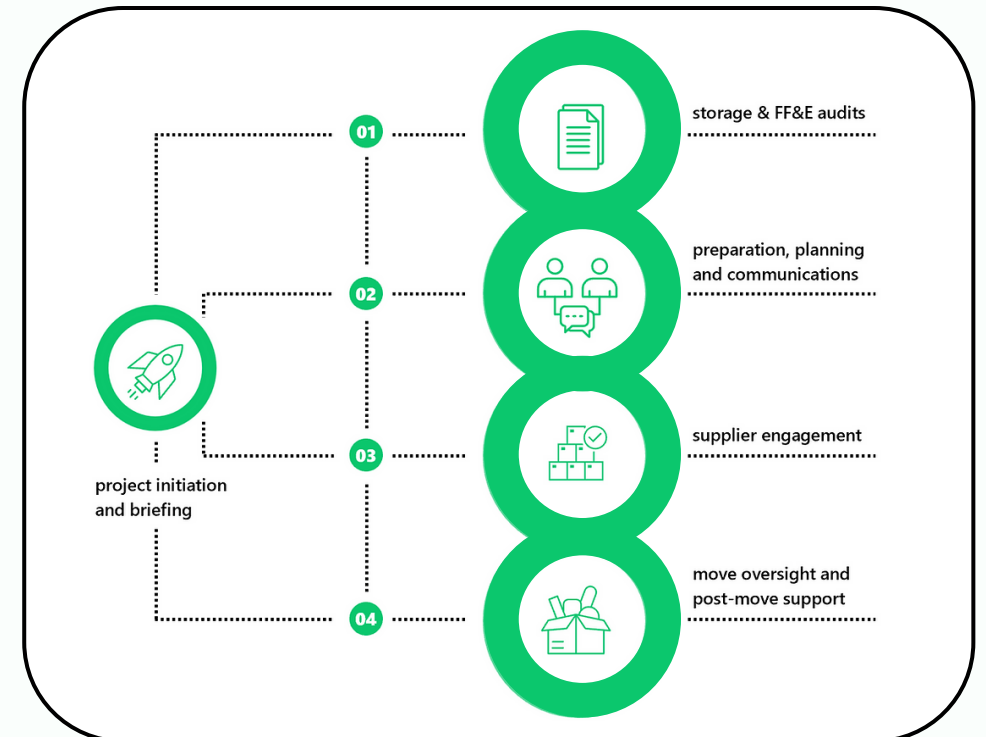 01
storage & FF&E audits
02
preparation, planning
and communications
project initiation
and briefing
03
supplier engagement
04
move oversight and
post-move support